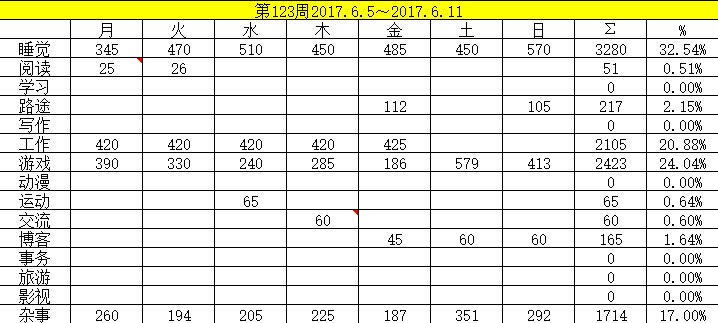 第123周2017.6.5～2017.6.11
月 火 水 木 金 土 日 Σ %
睡觉 345 470 510 450 485 450 570 3280 32.54%
阅读 25 26 51 0.51%
学习 0 0.00%
路途 112 105 217 2.15%
写作 0 0.00%
工作 420 420 420 420 425 2105 20.88%
游戏 390 330 240 285 186 579 413 2423 24.04%
动漫 0 0.00%
运动 65 65 0.64%
交流 60 60 0.60%
博客 45 60 60 165 1.64%
事务 0 0.00%
旅游 0 0.00%
影视 0 0.00%
杂事 260 194 205 225 187 351 292 1714 17.00%